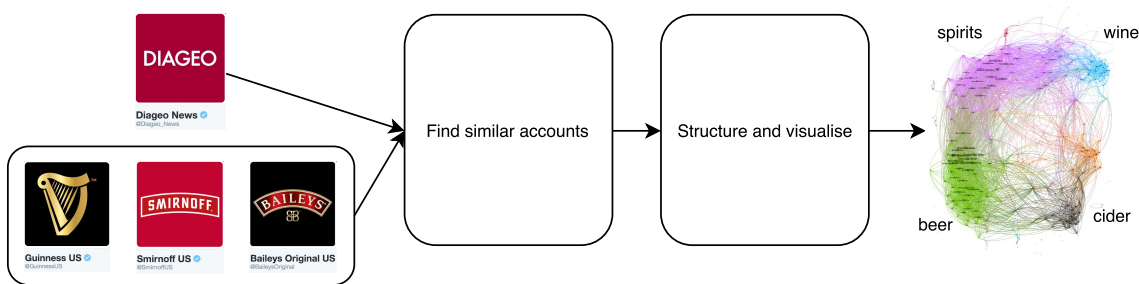 DIAGEO
Diageo News
@Diageo_News
TM
Guinness US
@GuinnessUS
SMIRNOFF
Smirnoff US
@SmirnoffUS
BAILEYS
B
Baileys Original US
@BaileysOriginal
Find similar accounts
Structure and visualise
spirits
wine
beer
cider